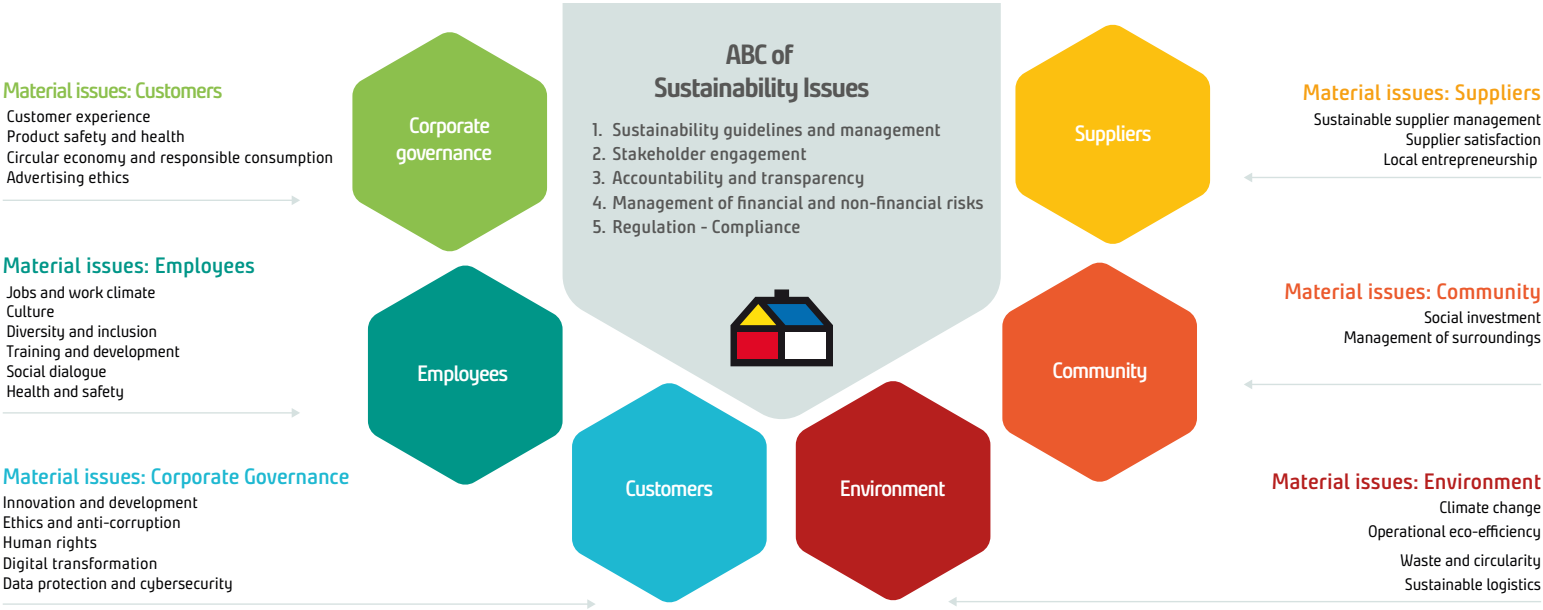 Material issues: Customers
Customer experience
Product safety and health
Circular economy and responsible consumption
Advertising ethics
Material issues: Employees
Jobs and work climate
Culture
Diversity and inclusion
Training and development
Social dialogue
Health and safety
Material issues: Corporate Governance
Innovation and development
Ethics and anti-corruption
Human rights
Digital transformation
Data protection and cybersecurity
Corporate
governance
Employees
Customers
ABC of
Sustainability Issues
1. Sustainability guidelines and management
2. Stakeholder engagement
3. Accountability and transparency
4. Management of financial and non-financial risks
5. Regulation - Compliance
Environment
Community
Suppliers
Material issues: Suppliers
Sustainable supplier management
Supplier satisfaction
Local entrepreneurship
Material issues: Community
Social investment
Management of surroundings
Material issues: Environment
Climate change
Operational eco-efficiency
Waste and circularity
Sustainable logistics